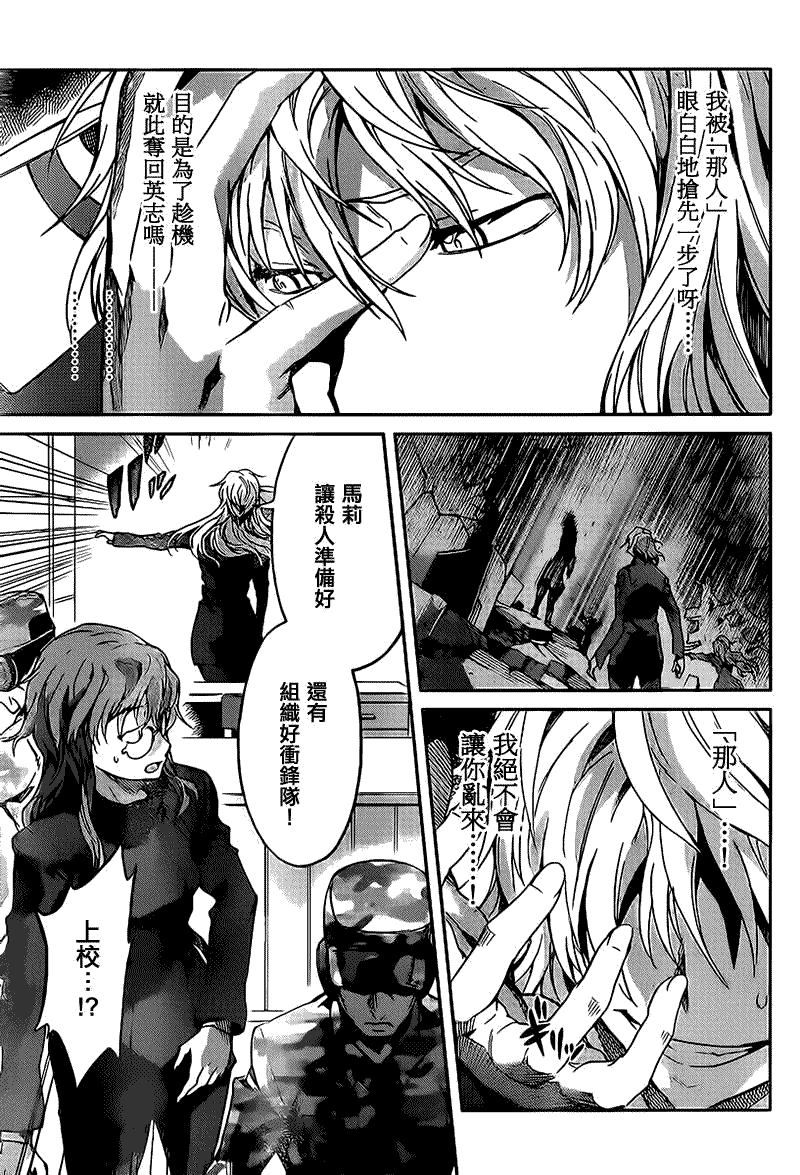 我被「那人」
眼白白地搶先一步了呀……
目的是為了趁機
就此奪回英志嗎——
…………
「那人」…！
我絕不會
讓你亂來……！
馬莉
讓殺人準備好
還有
組織好衝鋒隊！
上校…!?